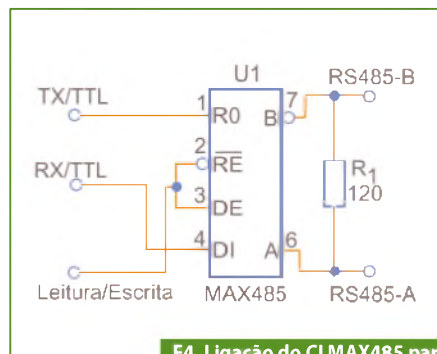 U1
RS485-B
TX/TTL
1
R0
B
7
2
RE
RX/TTL
3
DE
R1
120
4
DI
A
6
Leitura/Escrita
MAX485
RS485-A
F4. Ligação do CI MAX485 par